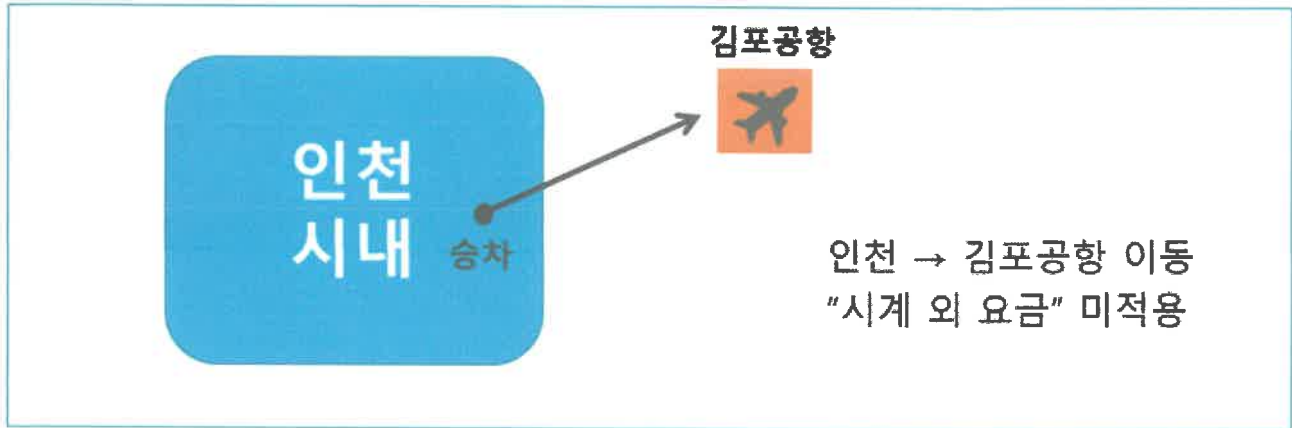 김포공항
인천
시내
승차
인천 → 김포공항 이동
"시계 외 요금" 미적용